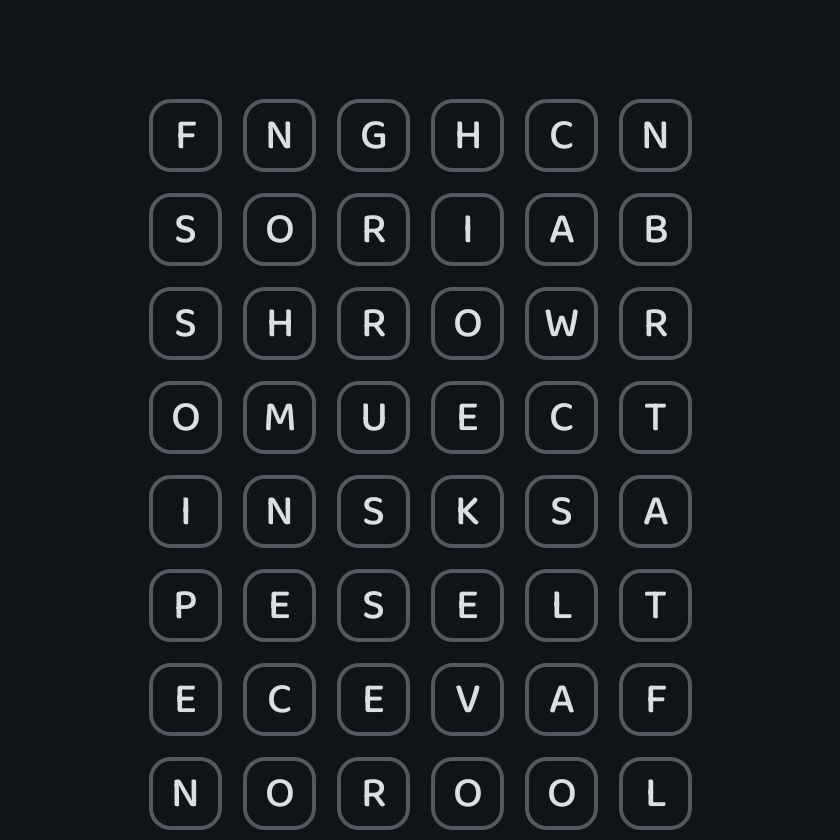 F N G H C N
S O R I A B
S H R O W R
O M U E C T
I N S K S A
P E S E L T
E C E V A F
N O R O O L